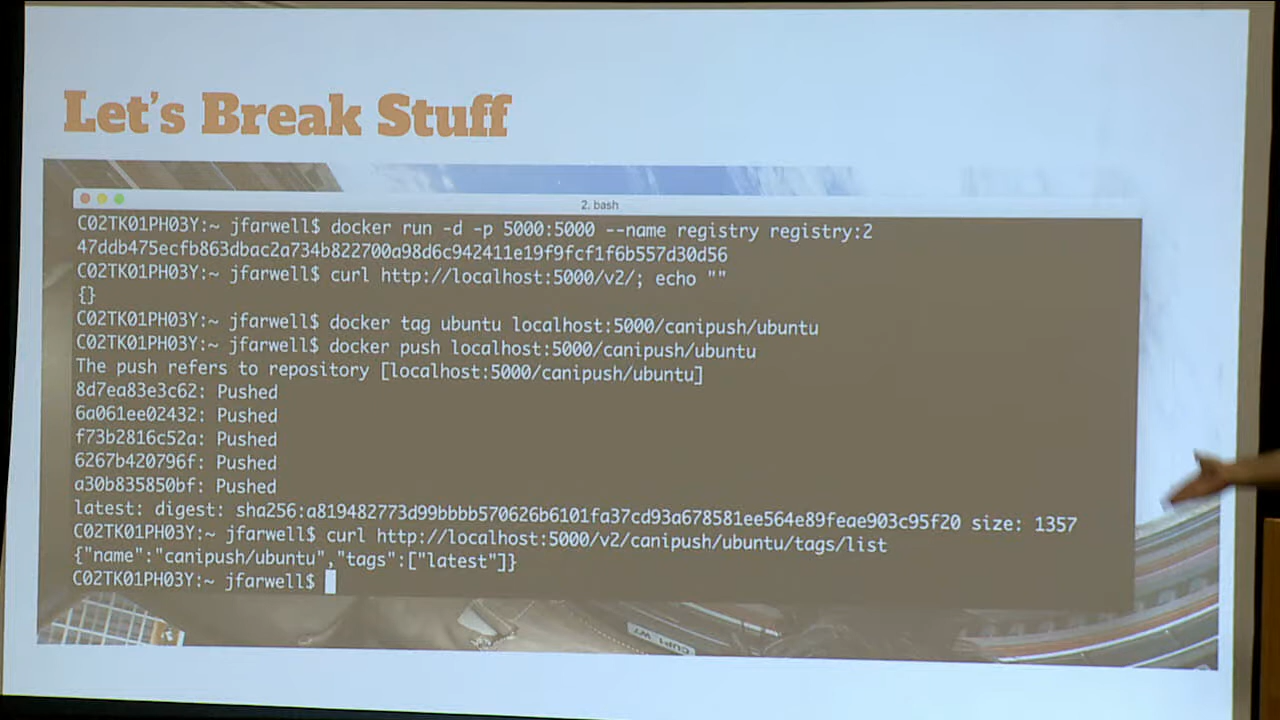 Let's Break Stuff
2. bash
C02TK01PH03Y:~ jfarwell$ docker run -d -p 5000:5000 --name registry registry:2
47ddb475ecfb863dbac2a734b822700a98d6c942411e19f9fcf1f6b557d30d56
C02TK01PH03Y:~ jfarwell$ curl http://localhost:5000/v2/; echo ""
{}
C02TK01PH03Y:~ jfarwell$ docker tag ubuntu localhost:5000/canipush/ubuntu
C02TK01PH03Y:~ jfarwell$ docker push localhost:5000/canipush/ubuntu
The push refers to repository [localhost:5000/canipush/ubuntu]
8d7ea83e3c62: Pushed
6a061ee02432: Pushed
f73b2816c52a: Pushed
6267b420796f: Pushed
a30b835850bf: Pushed
latest: digest: sha256:a819482773d99bbbb570626b6101fa37cd93a678581ee564e89feae903c95f20 size: 1357
C02TK01PH03Y:~ jfarwell$ curl http://localhost:5000/v2/canipush/ubuntu/tags/list
{"name":"canipush/ubuntu","tags":["latest"]}
C02TK01PH03Y:~ jfarwell$